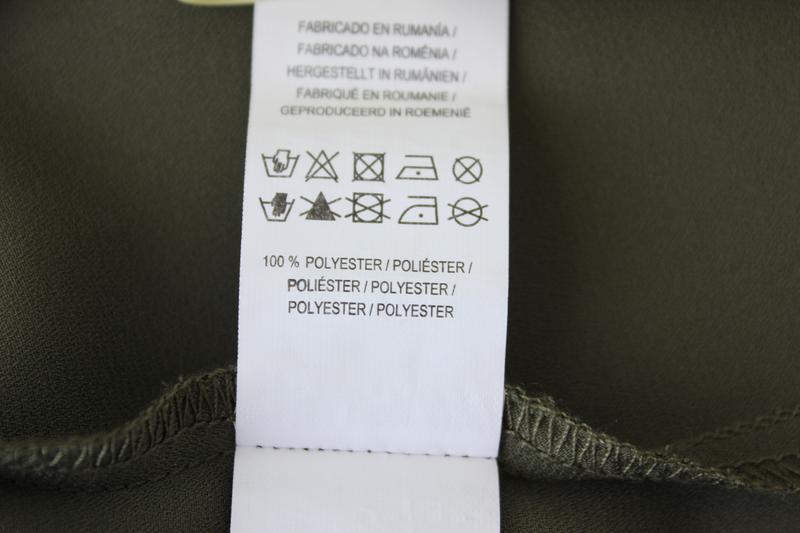 FABRICADO EN RUMANÍA /
FABRICADO NA ROMÉNIA /
HERGESTELLT IN RUMÄNIEN /
FABRIQUÉ EN ROUMANIE /
GEPRODUCEERD IN ROEMENIË
100 % POLYESTER / POLIÉSTER /
POLIÉSTER / POLYESTER /
POLYESTER / POLYESTER